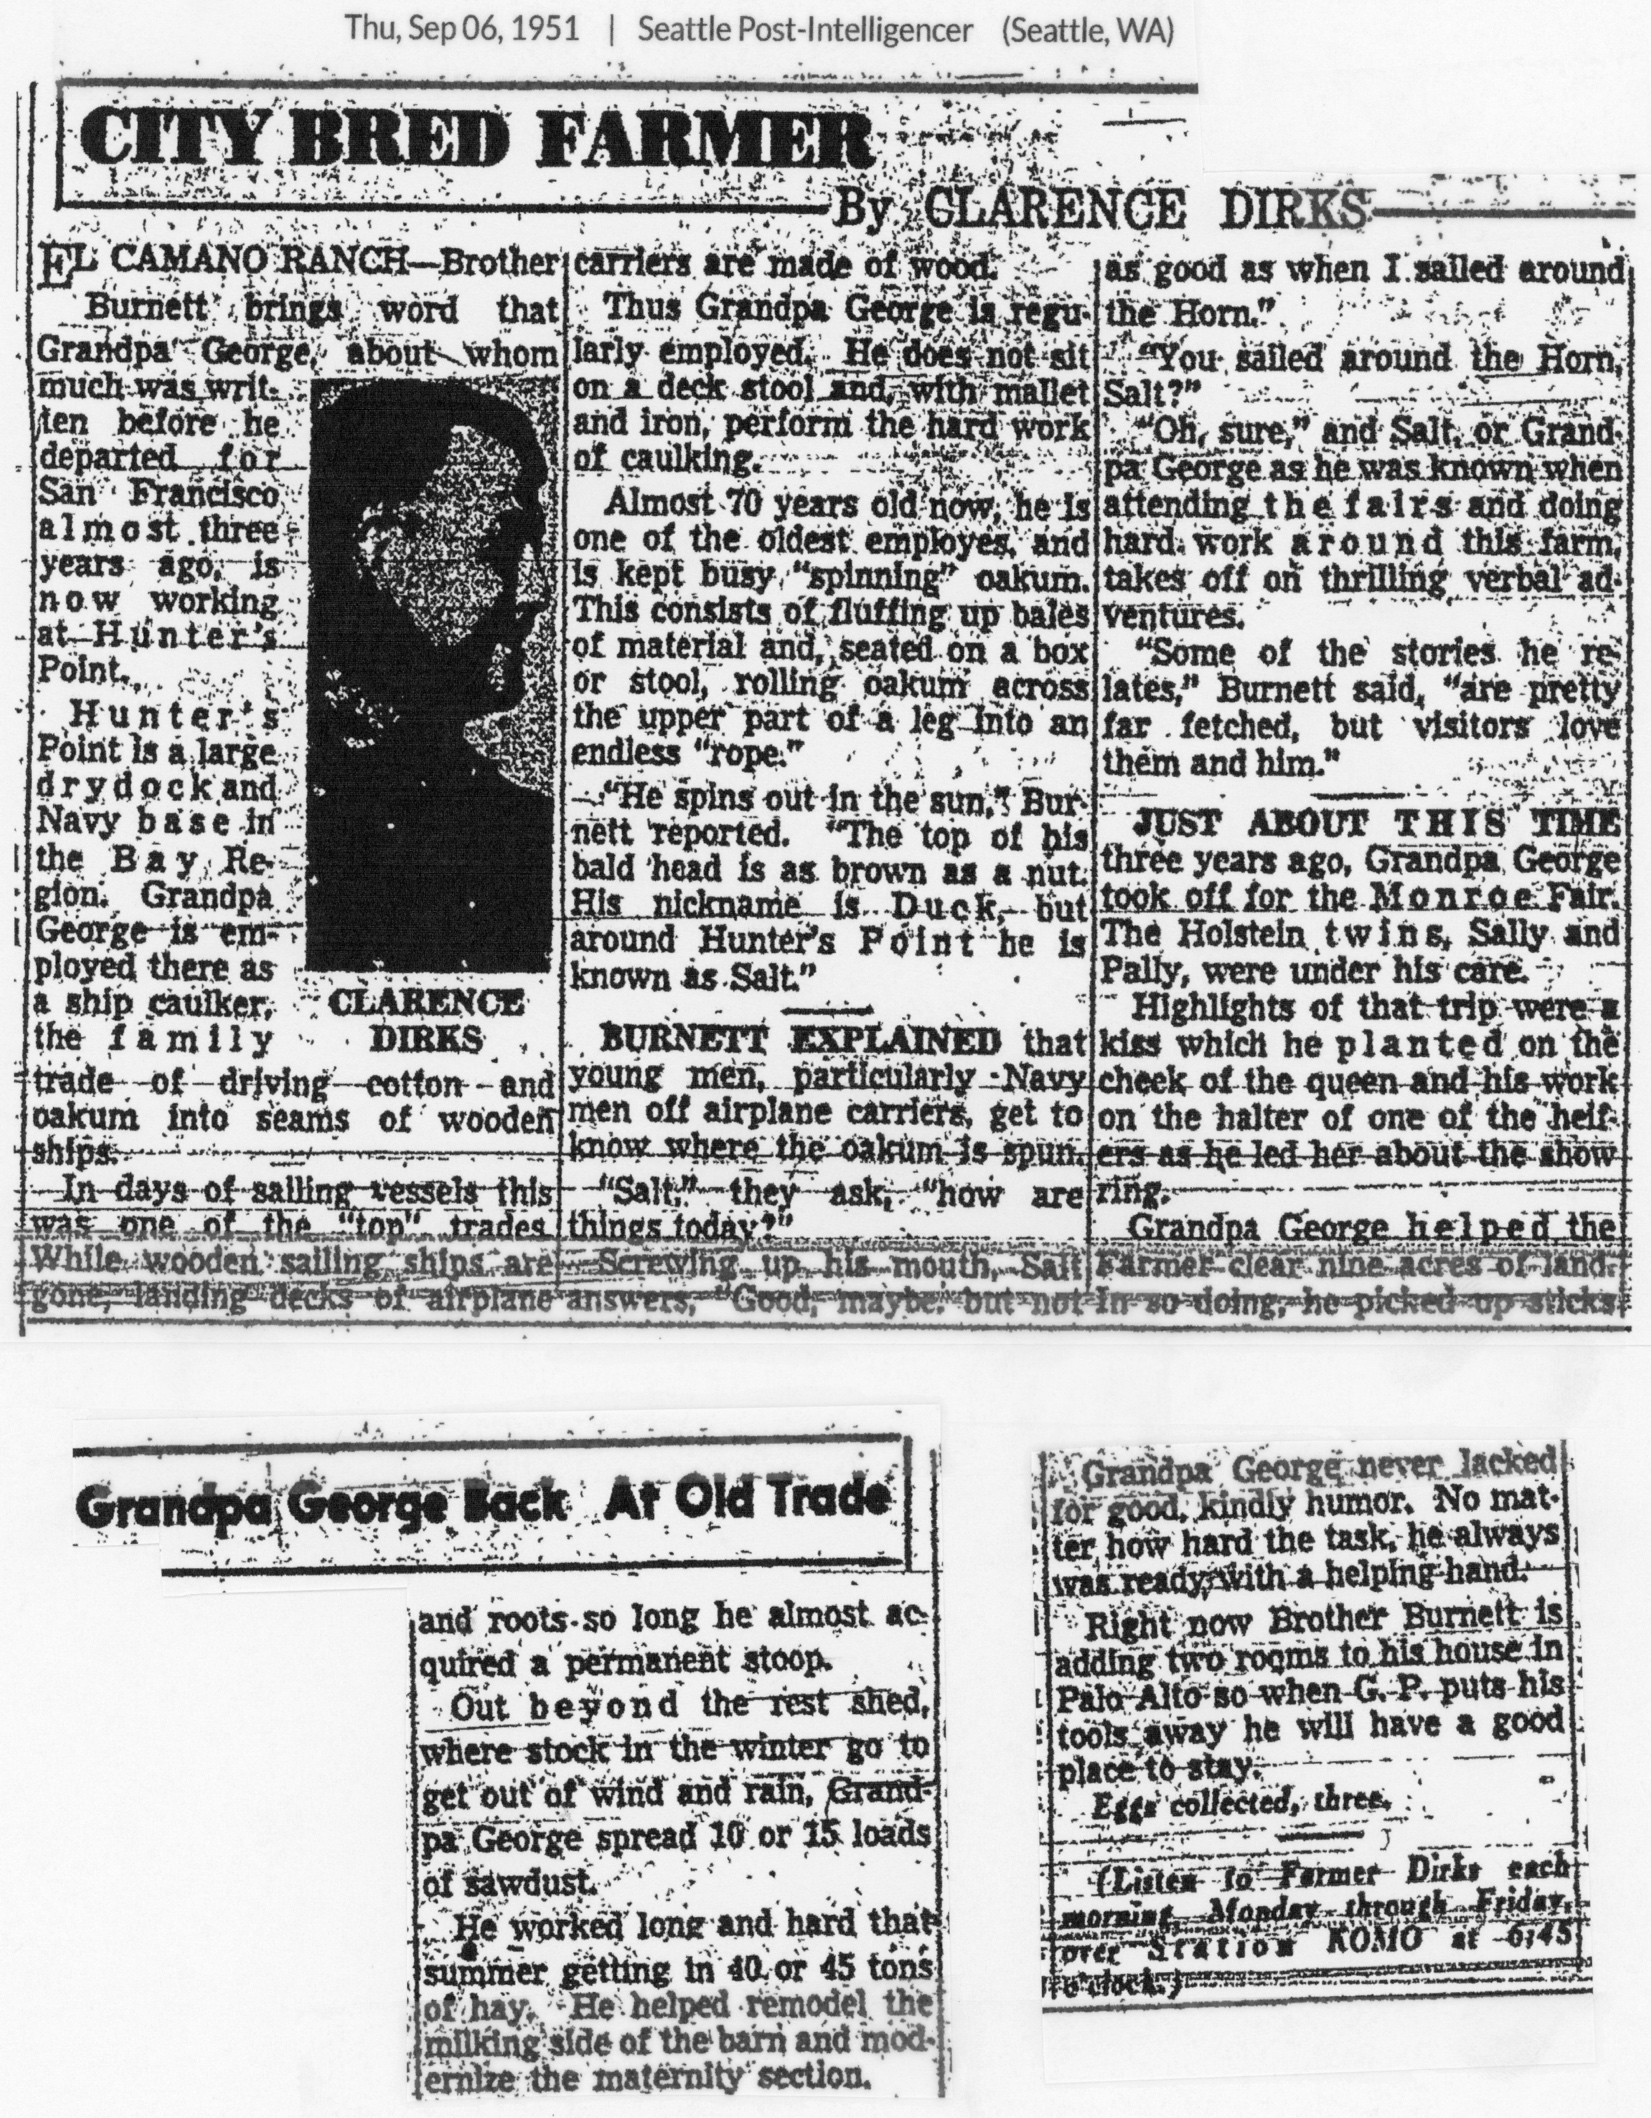 Thu, Sep 06, 1951 | Seattle Post-Intelligencer (Seattle, WA)
CITY BRED FARMER
By CLARENCE DIRKS
EL CAMANO RANCH—Brother
Burnett brings word that
Grandpa George, about whom
much was writ-
ten before he
departed for
San Francisco
almost three
years ago, is
now working
at Hunter's
Point.
Hunter's
Point is a large
drydock and
Navy base in
the Bay Re-
gion. Grandpa
George is em-
ployed there as
a ship caulker,
the family
CLARENCE
DIRKS
trade of driving cotton and
oakum into seams of wooden
ships.
In days of sailing vessels this
was one of the "top" trades.
While wooden sailing ships are
gone, landing decks of airplane
carriers are made of wood.
Thus Grandpa George is regu-
larly employed. He does not sit
on a deck stool and, with mallet
and iron, perform the hard work
of caulking.
Almost 70 years old now, he is
one of the oldest employes, and
is kept busy "spinning" oakum.
This consists of fluffing up bales
of material and, seated on a box
or stool, rolling oakum across
the upper part of a leg into an
endless "rope."
"He spins out in the sun," Bur-
nett reported. "The top of his
bald head is as brown as a nut.
His nickname is Duck, but
around Hunter's Point he is
known as Salt."
BURNETT EXPLAINED that
young men, particularly Navy
men off airplane carriers, get to
know where the oakum is spun.
"Salt," they ask, "how are
things today?"
Screwing up his mouth, Salt
answers, "Good, maybe, but not
as good as when I sailed around
the Horn."
"You sailed around the Horn,
Salt?"
"Oh, sure," and Salt, or Grand-
pa George as he was known when
attending the fairs and doing
hard work around this farm,
takes off on thrilling verbal ad-
ventures.
"Some of the stories he re-
lates," Burnett said, "are pretty
far fetched, but visitors love
them and him."
JUST ABOUT THIS TIME
three years ago, Grandpa George
took off for the Monroe Fair.
The Holstein twins, Sally and
Pally, were under his care.
Highlights of that trip were a
kiss which he planted on the
cheek of the queen and his work
on the halter of one of the heif-
ers as he led her about the show
ring.
Grandpa George helped the
Farmer clear nine acres of land.
In so doing, he picked up sticks
Grandpa George Back At Old Trade
and roots so long he almost ac-
quired a permanent stoop.
Out beyond the rest shed,
where stock in the winter go to
get out of wind and rain, Grand-
pa George spread 10 or 15 loads
of sawdust.
He worked long and hard that
summer getting in 40 or 45 tons
of hay. He helped remodel the
milking side of the barn and mod-
ernize the maternity section.
Grandpa George never lacked
for good, kindly humor. No mat-
ter how hard the task, he always
was ready with a helping hand.
Right now Brother Burnett is
adding two rooms to his house in
Palo Alto so when G. P. puts his
tools away he will have a good
place to stay.
Eggs collected, three.
(Listen to Farmer Dirks each
morning, Monday through Friday,
over Station KOMO at 6:45
o'clock.)